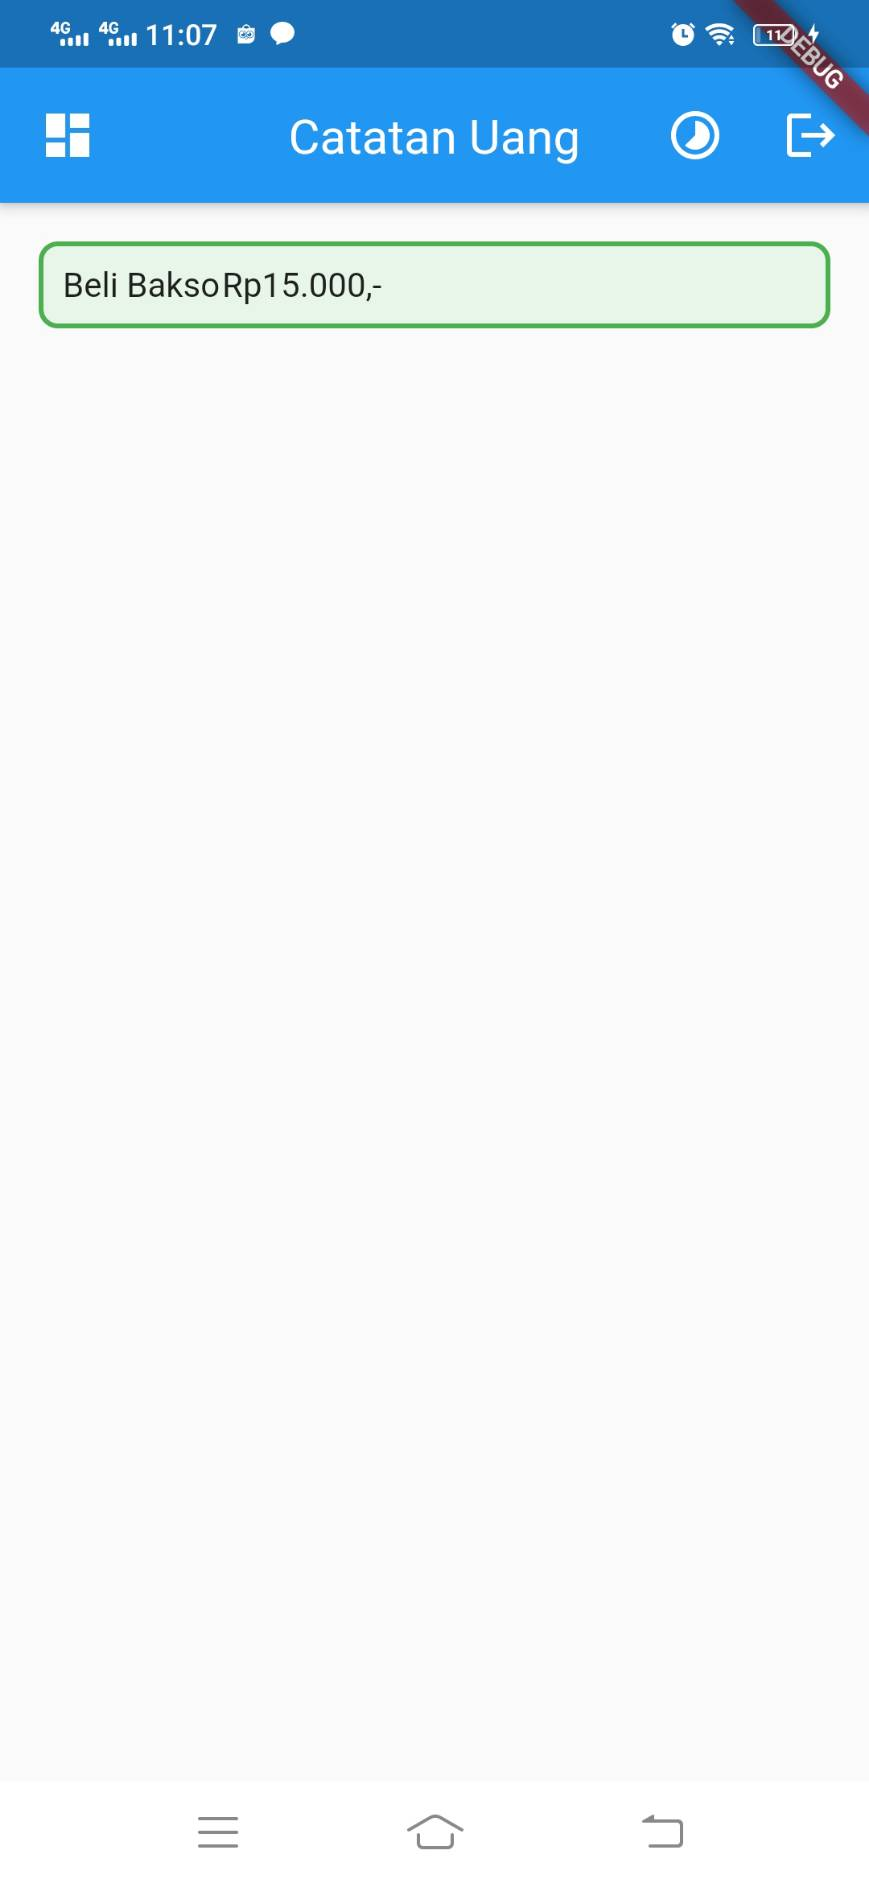 4G 4G 11:07 11
DEBUG
Catatan Uang
Beli BaksoRp15.000,-